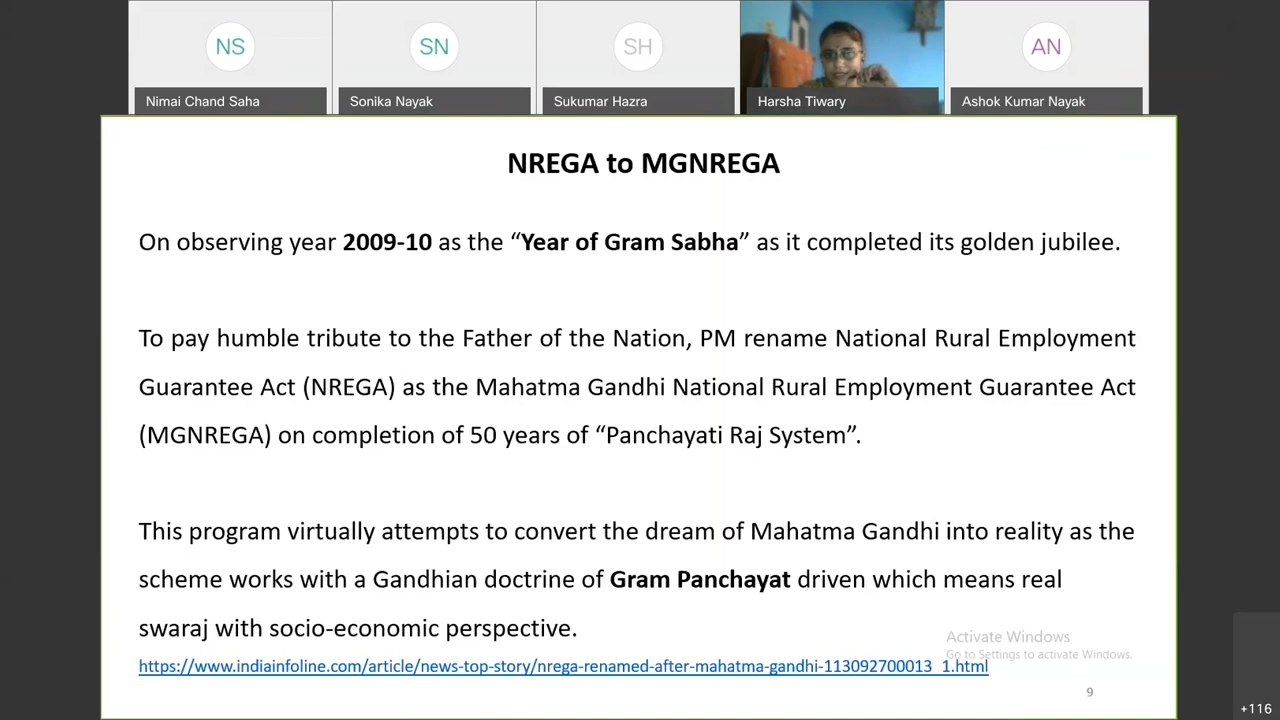 NS
SN
SH
AN
Nimai Chand Saha
Sonika Nayak
Sukumar Hazra
Harsha Tiwary
Ashok Kumar Nayak
NREGA to MGNREGA
On observing year 2009-10 as the “Year of Gram Sabha” as it completed its golden jubilee.
To pay humble tribute to the Father of the Nation, PM rename National Rural Employment
Guarantee Act (NREGA) as the Mahatma Gandhi National Rural Employment Guarantee Act
(MGNREGA) on completion of 50 years of “Panchayati Raj System”.
This program virtually attempts to convert the dream of Mahatma Gandhi into reality as the
scheme works with a Gandhian doctrine of Gram Panchayat driven which means real
swaraj with socio-economic perspective.
Activate Windows
Go to Settings to activate Windows.
https://www.indiainfoline.com/article/news-top-story/nrega-renamed-after-mahatma-gandhi-113092700013_1.html
9
+116